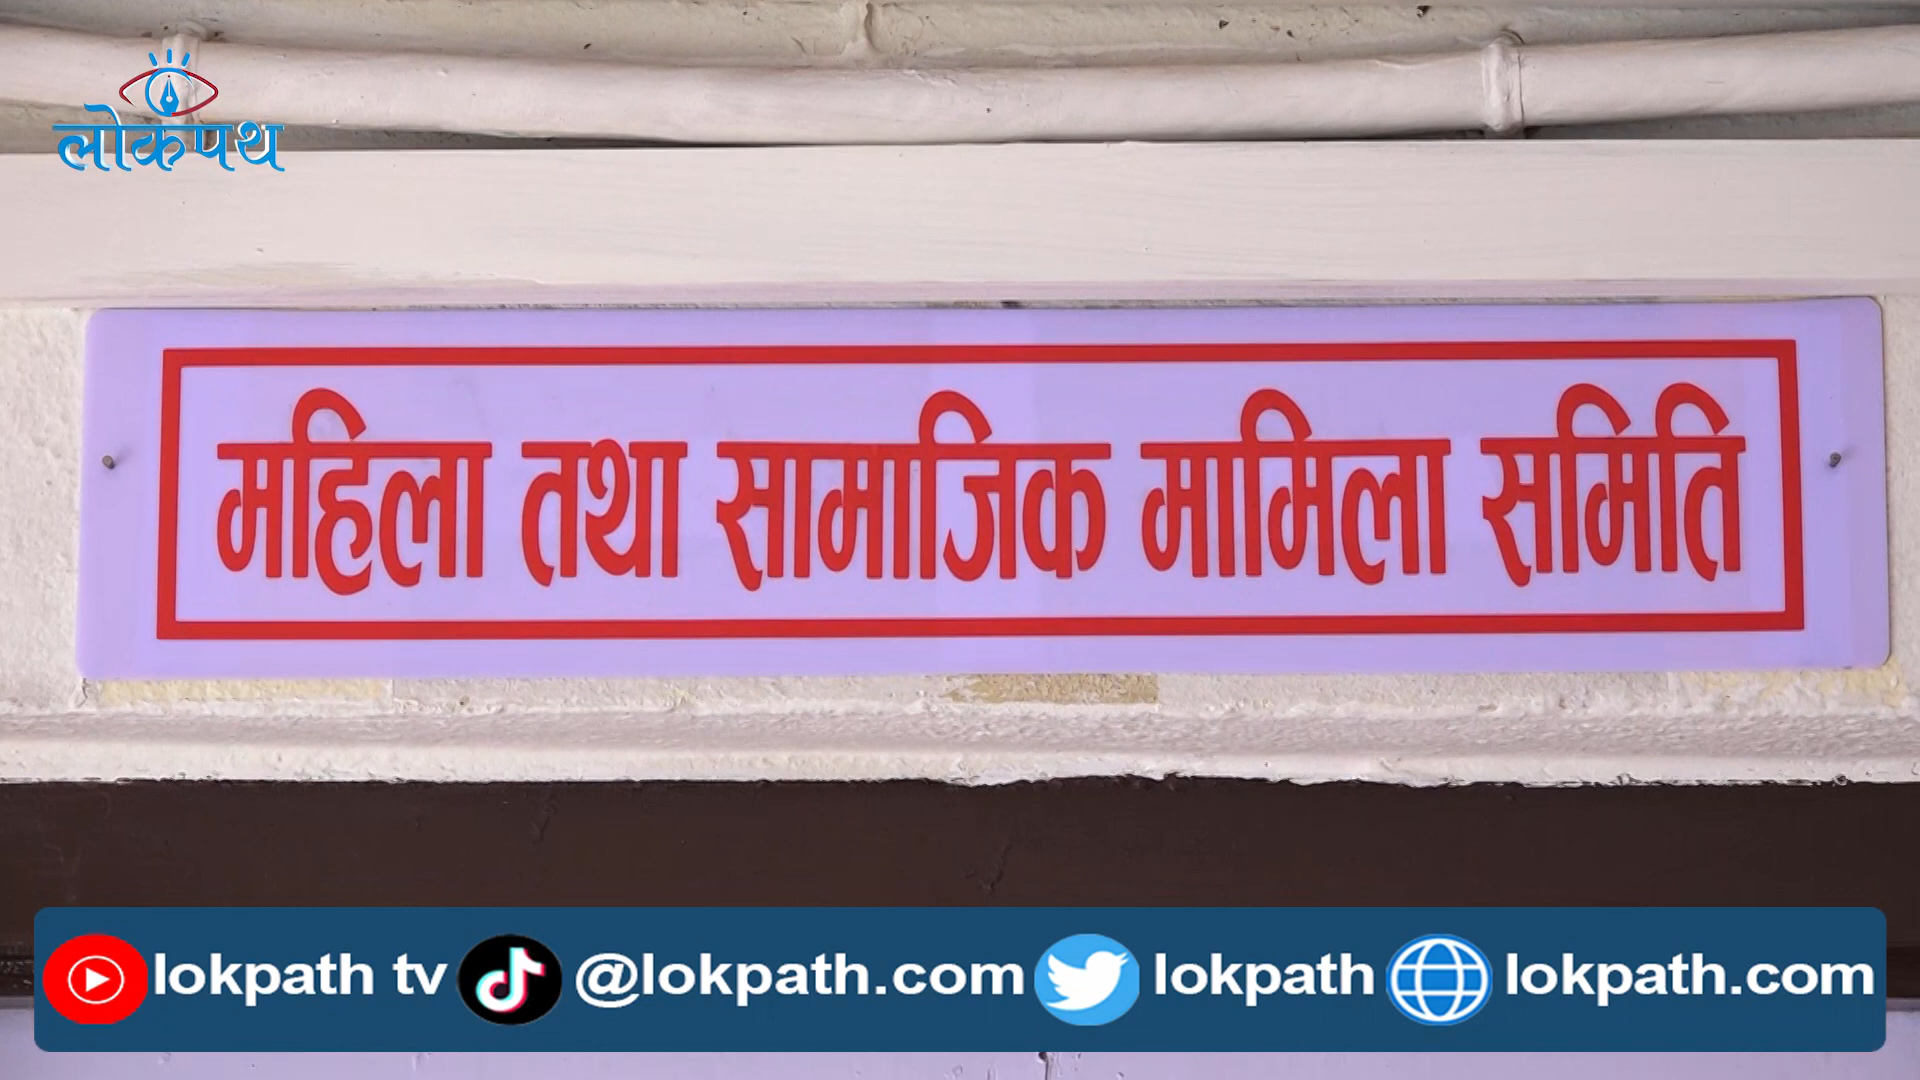 लोकपथ
महिला तथा सामाजिक मामिला समिति
lokpath tv @lokpath.com lokpath lokpath.com